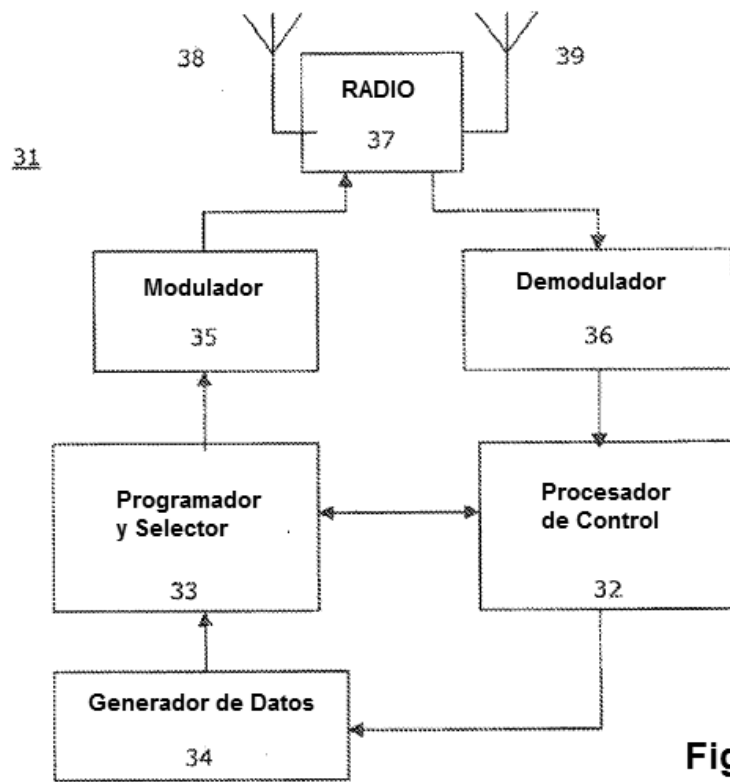 38
39
RADIO
37
31
Modulador
35
Demodulador
36
Programador
y Selector
33
Procesador
de Control
32
Generador de Datos
34
Fig